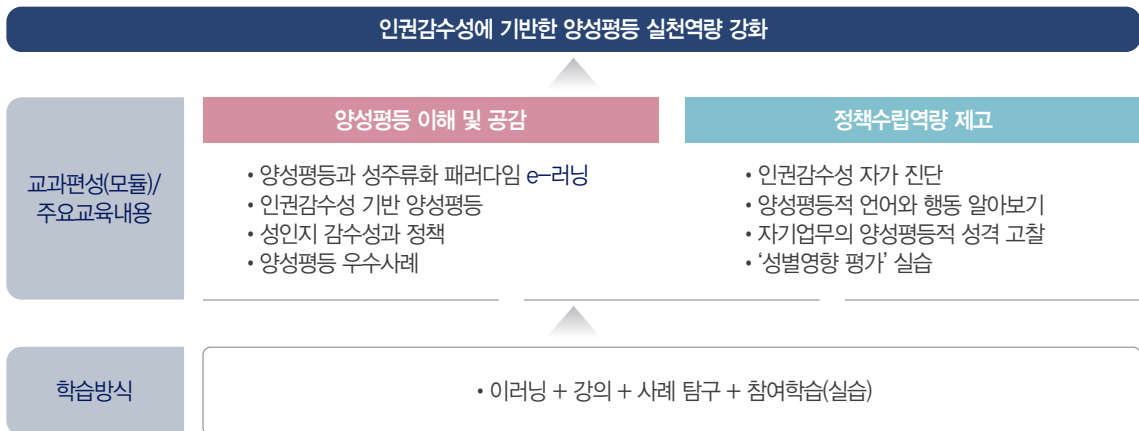 인권감수성에 기반한 양성평등 실천역량 강화
교과편성(모듈)/
주요교육내용
양성평등 이해 및 공감
• 양성평등과 성주류화 패러다임 e-러닝
• 인권감수성 기반 양성평등
• 성인지 감수성과 정책
• 양성평등 우수사례
정책수립역량 제고
• 인권감수성 자가 진단
• 양성평등적 언어와 행동 알아보기
• 자기업무의 양성평등적 성격 고찰
• ‘성별영향 평가’ 실습
학습방식
• 이러닝 + 강의 + 사례 탐구 + 참여학습(실습)